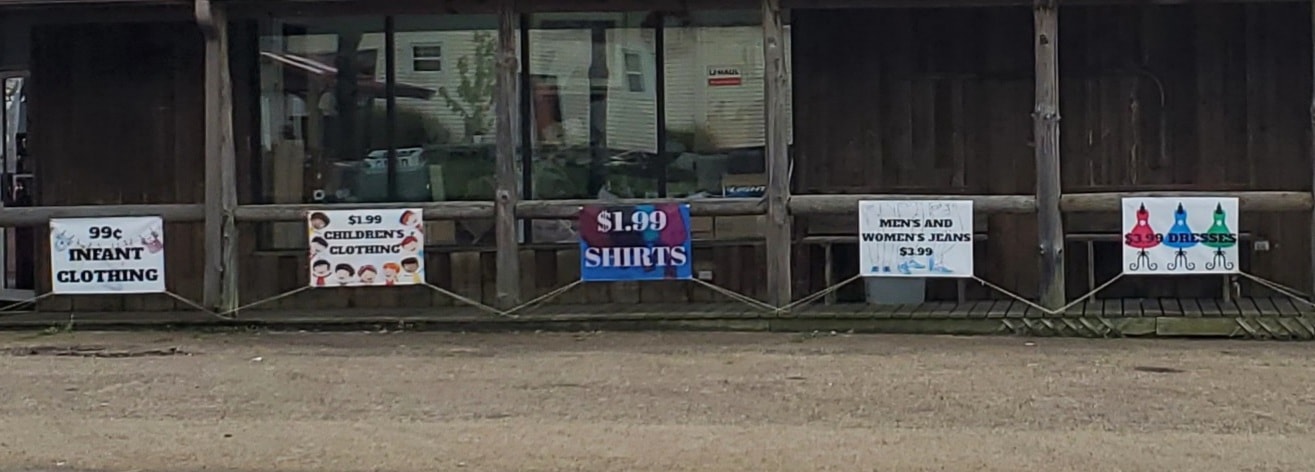 U-HAUL
99¢
INFANT
CLOTHING
$1.99
CHILDREN'S
CLOTHING
$1.99
SHIRTS
MEN'S AND
WOMEN'S JEANS
$3.99
$3.99 DRESSES